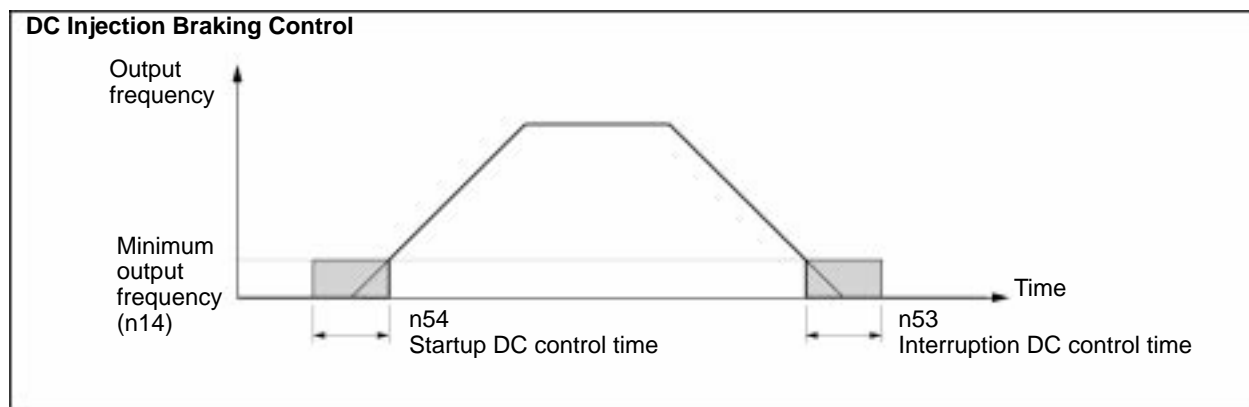 DC Injection Braking Control
Output
frequency
Minimum
output
frequency
(n14)
Time
n54
Startup DC control time
n53
Interruption DC control time